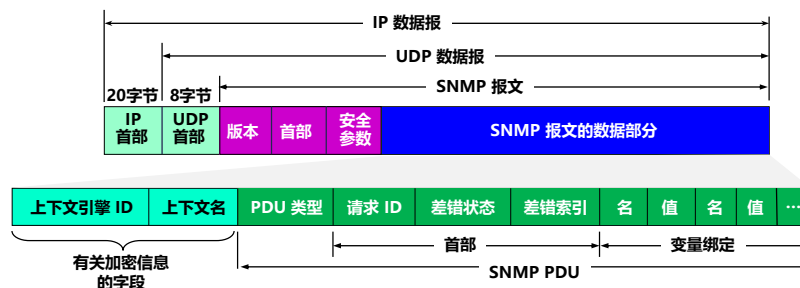 IP 数据报
UDP 数据报
SNMP 报文
20字节 8字节
IP 首部 UDP 首部 版本 首部 安全参数 SNMP 报文的数据部分
上下文引擎 ID 上下文名 PDU 类型 请求 ID 差错状态 差错索引 名 值 名 值 …
首部 变量绑定
有关加密信息
的字段
SNMP PDU